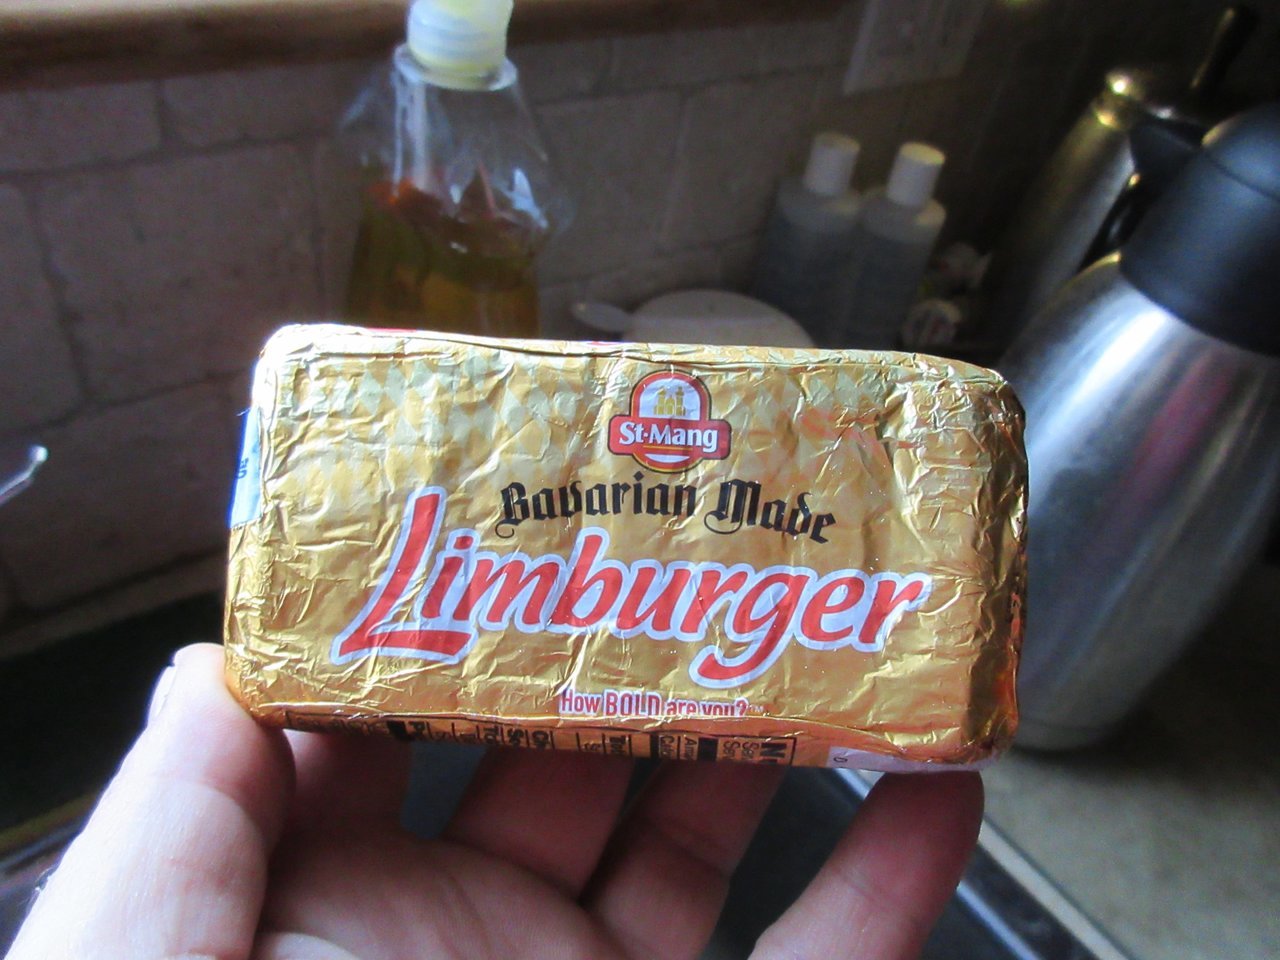 St·Mang
Bavarian Made
Limburger
How BOLD are you?